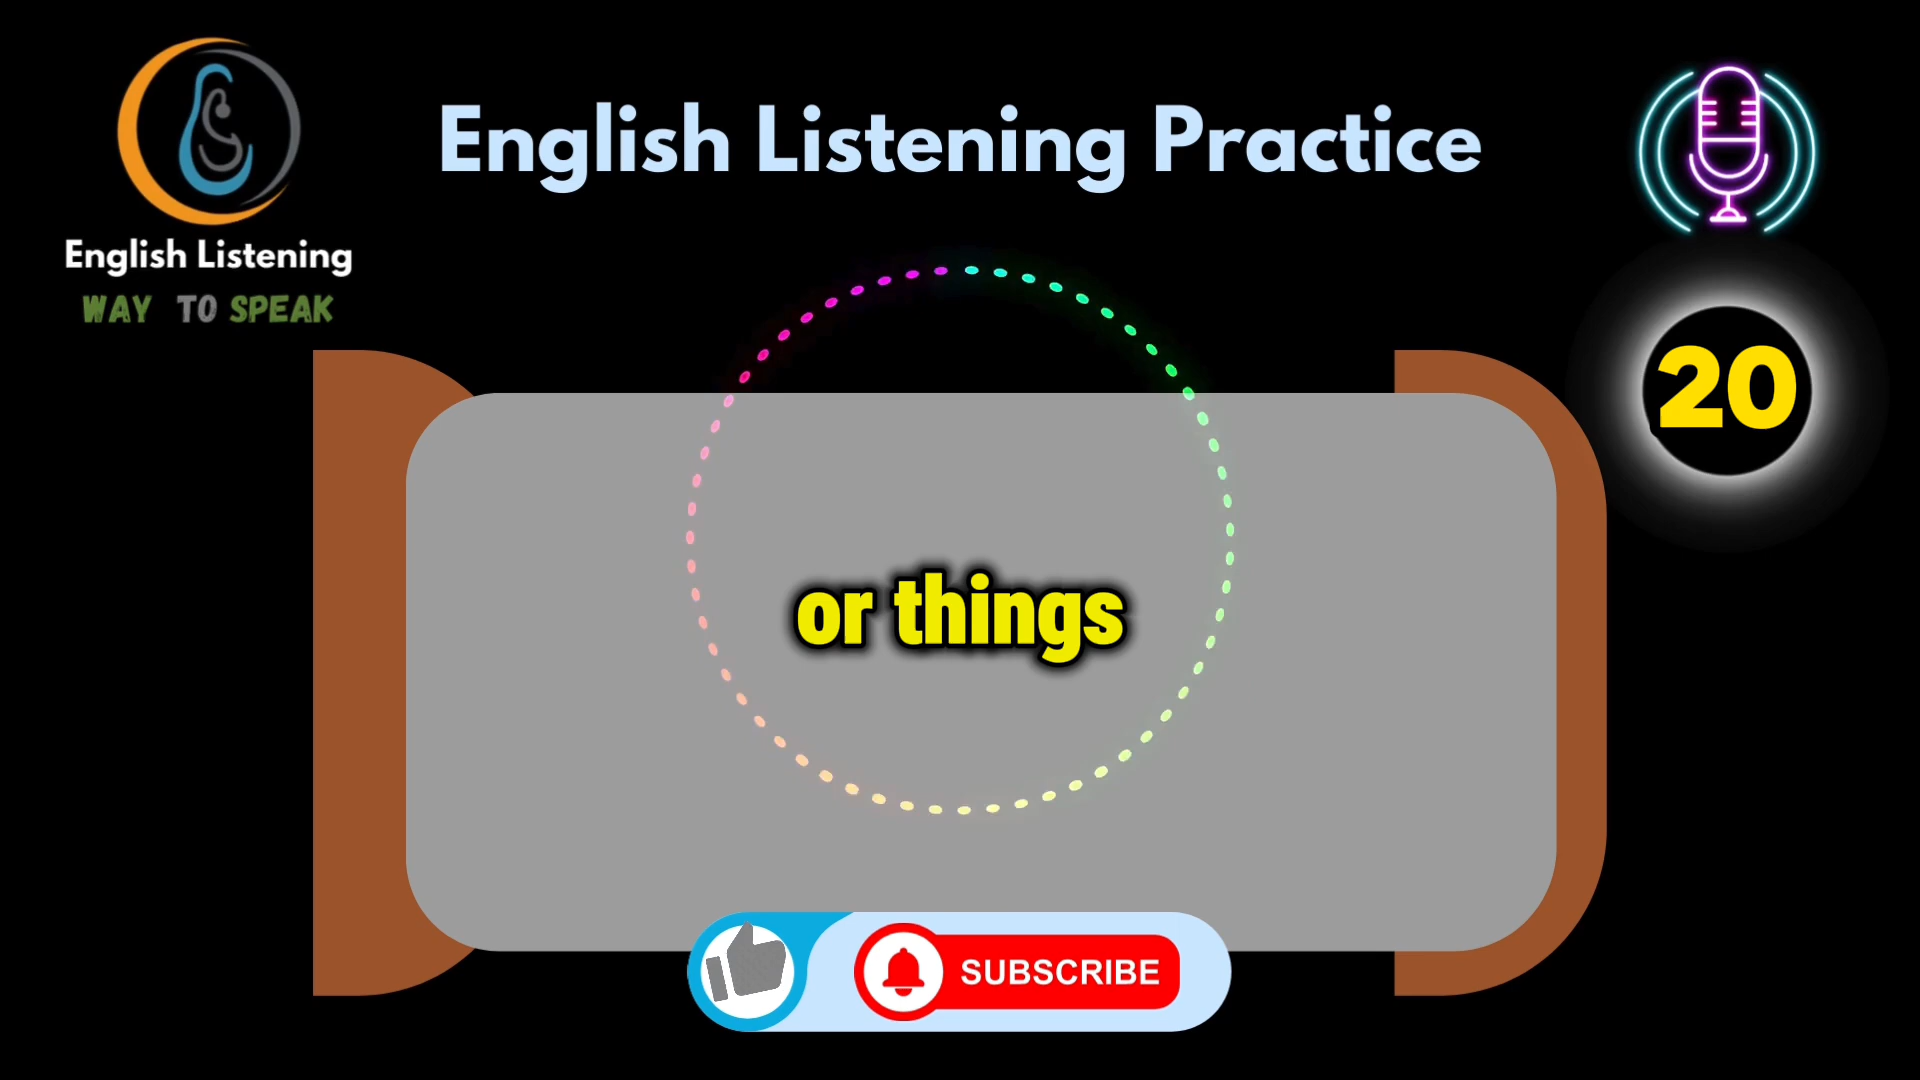 English Listening Practice
English Listening
WAY TO SPEAK
20
or things
SUBSCRIBE